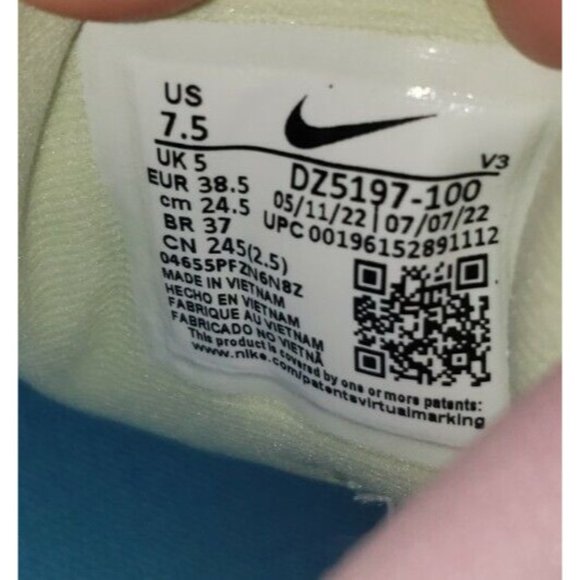 US
7.5
V3
UK 5
DZ5197-100
EUR 38.5
05/11/22 | 07/07/22
cm 24.5
UPC 00196152891112
BR 37
CN 245(2.5)
04655PFZN6N8Z
MADE IN VIETNAM
HECHO EN VIETNAM
FABRIQUE AU VIETNAM
FABRICADO NO VIETNÃ
This product is covered by one or more patents:
www.nike.com/patentsvirtualmarking